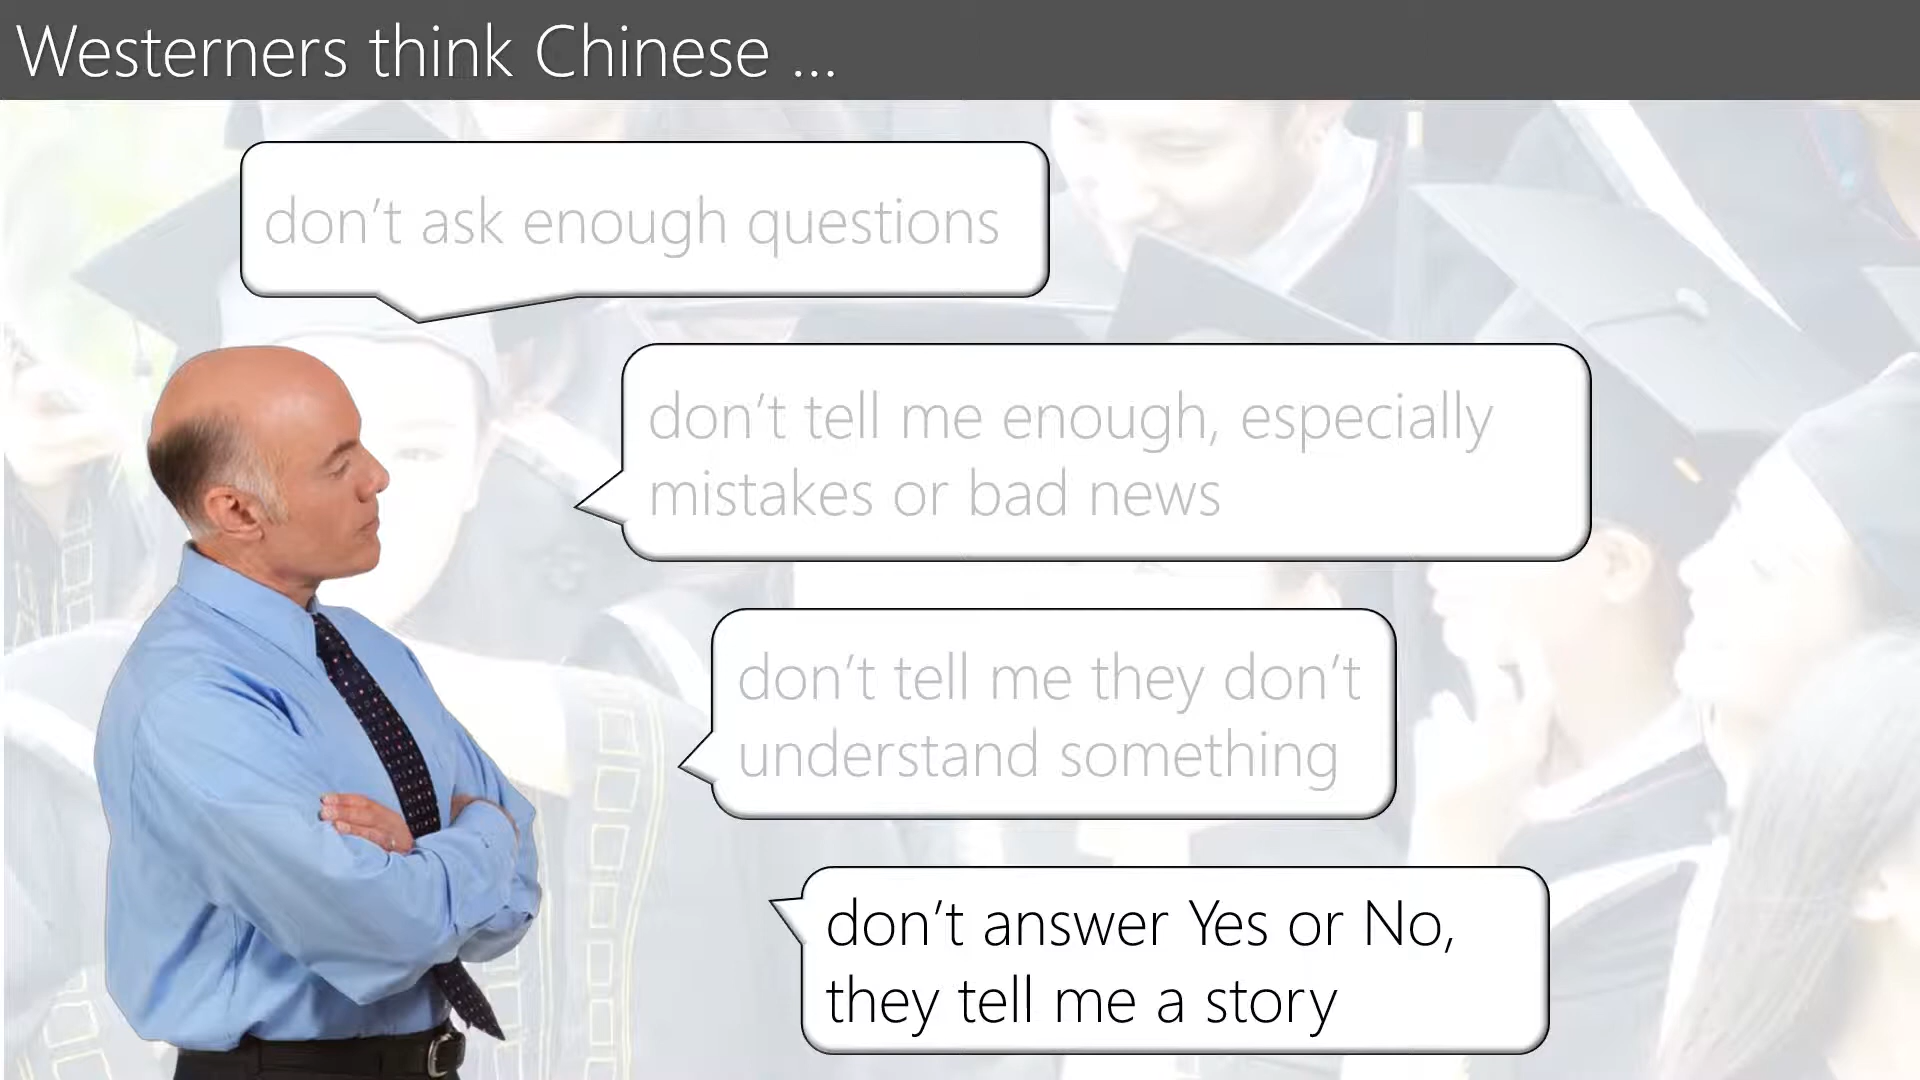 Westerners think Chinese ...
don't ask enough questions
don't tell me enough, especially
mistakes or bad news
don't tell me they don't
understand something
don't answer Yes or No,
they tell me a story